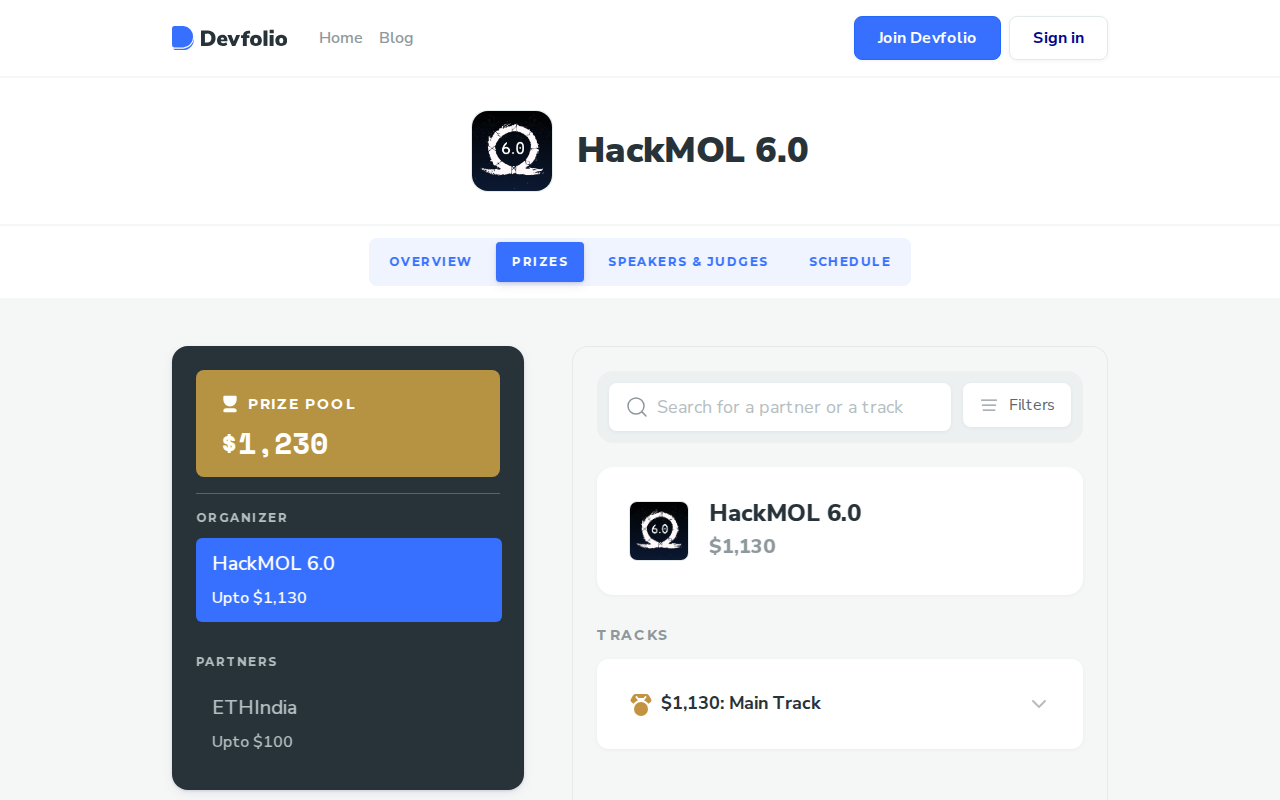 Devfolio Home Blog Join Devfolio Sign in
6.0 HackMOL 6.0
OVERVIEW PRIZES SPEAKERS & JUDGES SCHEDULE
PRIZE POOL
$1,230
ORGANIZER
HackMOL 6.0
Upto $1,130
PARTNERS
ETHIndia
Upto $100
Search for a partner or a track Filters
6.0 HackMOL 6.0
$1,130
TRACKS
$1,130: Main Track